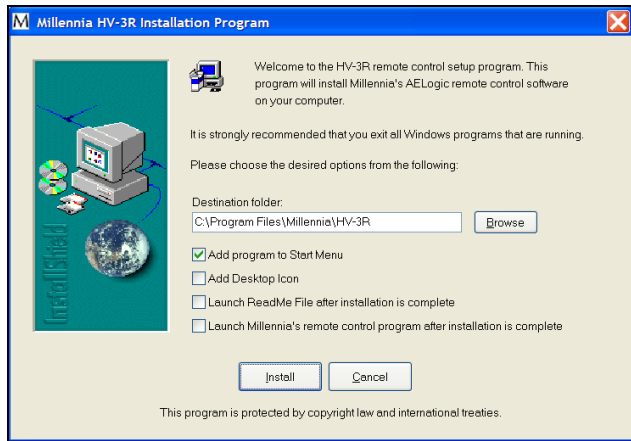 M Millennia HV-3R Installation Program
Welcome to the HV-3R remote control setup program. This
program will install Millennia's AELogic remote control software
on your computer.
It is strongly recommended that you exit all Windows programs that are running.
Please choose the desired options from the following:
Destination folder:
C:\Program Files\Millennia\HV-3R
Browse
Add program to Start Menu
Add Desktop Icon
Launch ReadMe File after installation is complete
Launch Millennia's remote control program after installation is complete
InstallShield
Install Cancel
This program is protected by copyright law and international treaties.